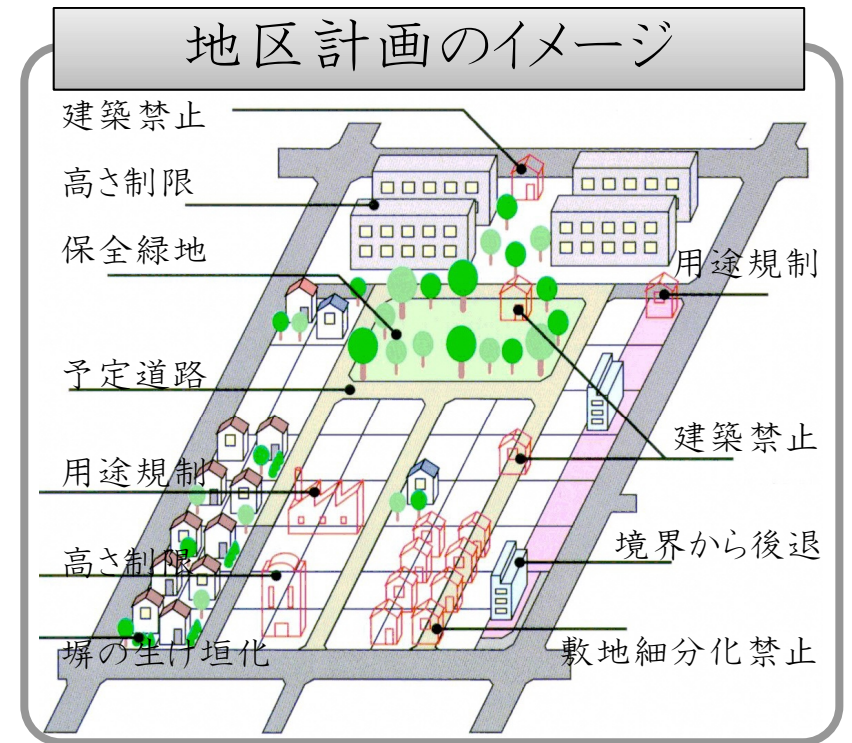 地区計画のイメージ
建築禁止
高さ制限
保全緑地
用途規制
予定道路
建築禁止
用途規制
境界から後退
高さ制限
塀の生け垣化
敷地細分化禁止